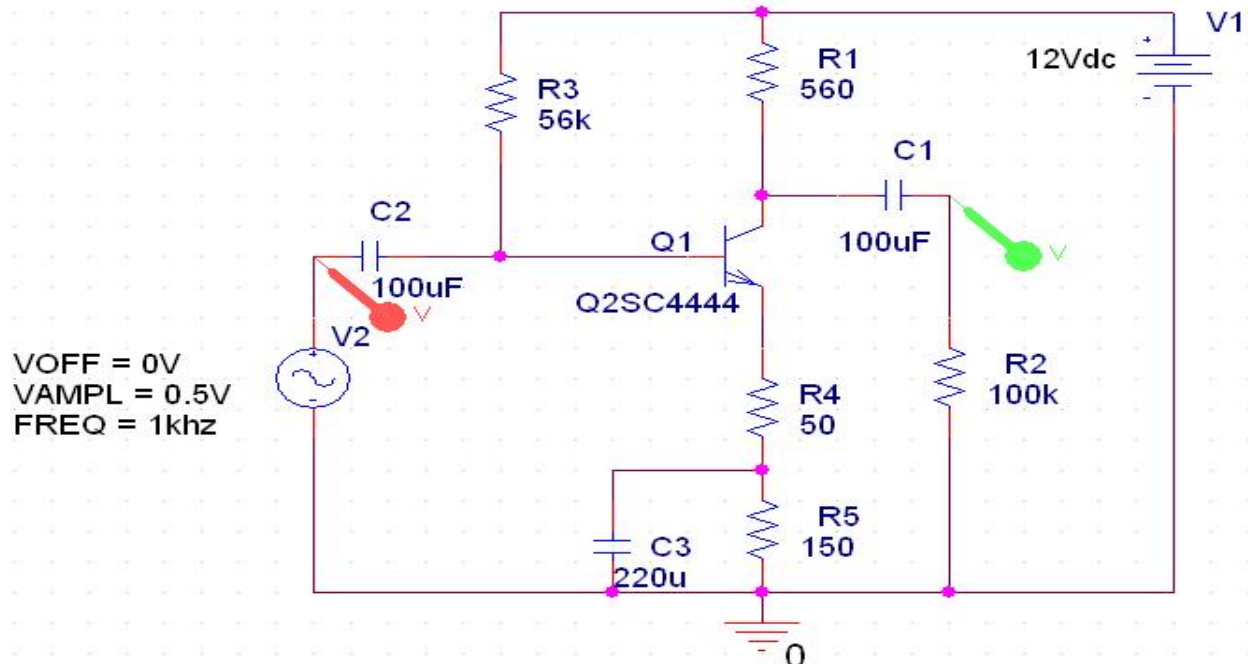 V1
12Vdc
+
-
R1
560
R3
56k
C1
100uF
V
C2
100uF
V
Q1
Q2SC4444
V2
+
-
VOFF = 0V
VAMPL = 0.5V
FREQ = 1khz
R4
50
R2
100k
R5
150
C3
220u
0